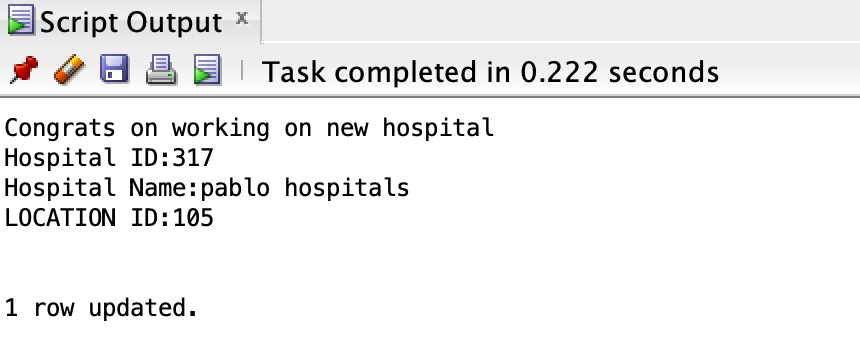 Script Output x
Task completed in 0.222 seconds
Congrats on working on new hospital
Hospital ID:317
Hospital Name:pablo hospitals
LOCATION ID:105
1 row updated.